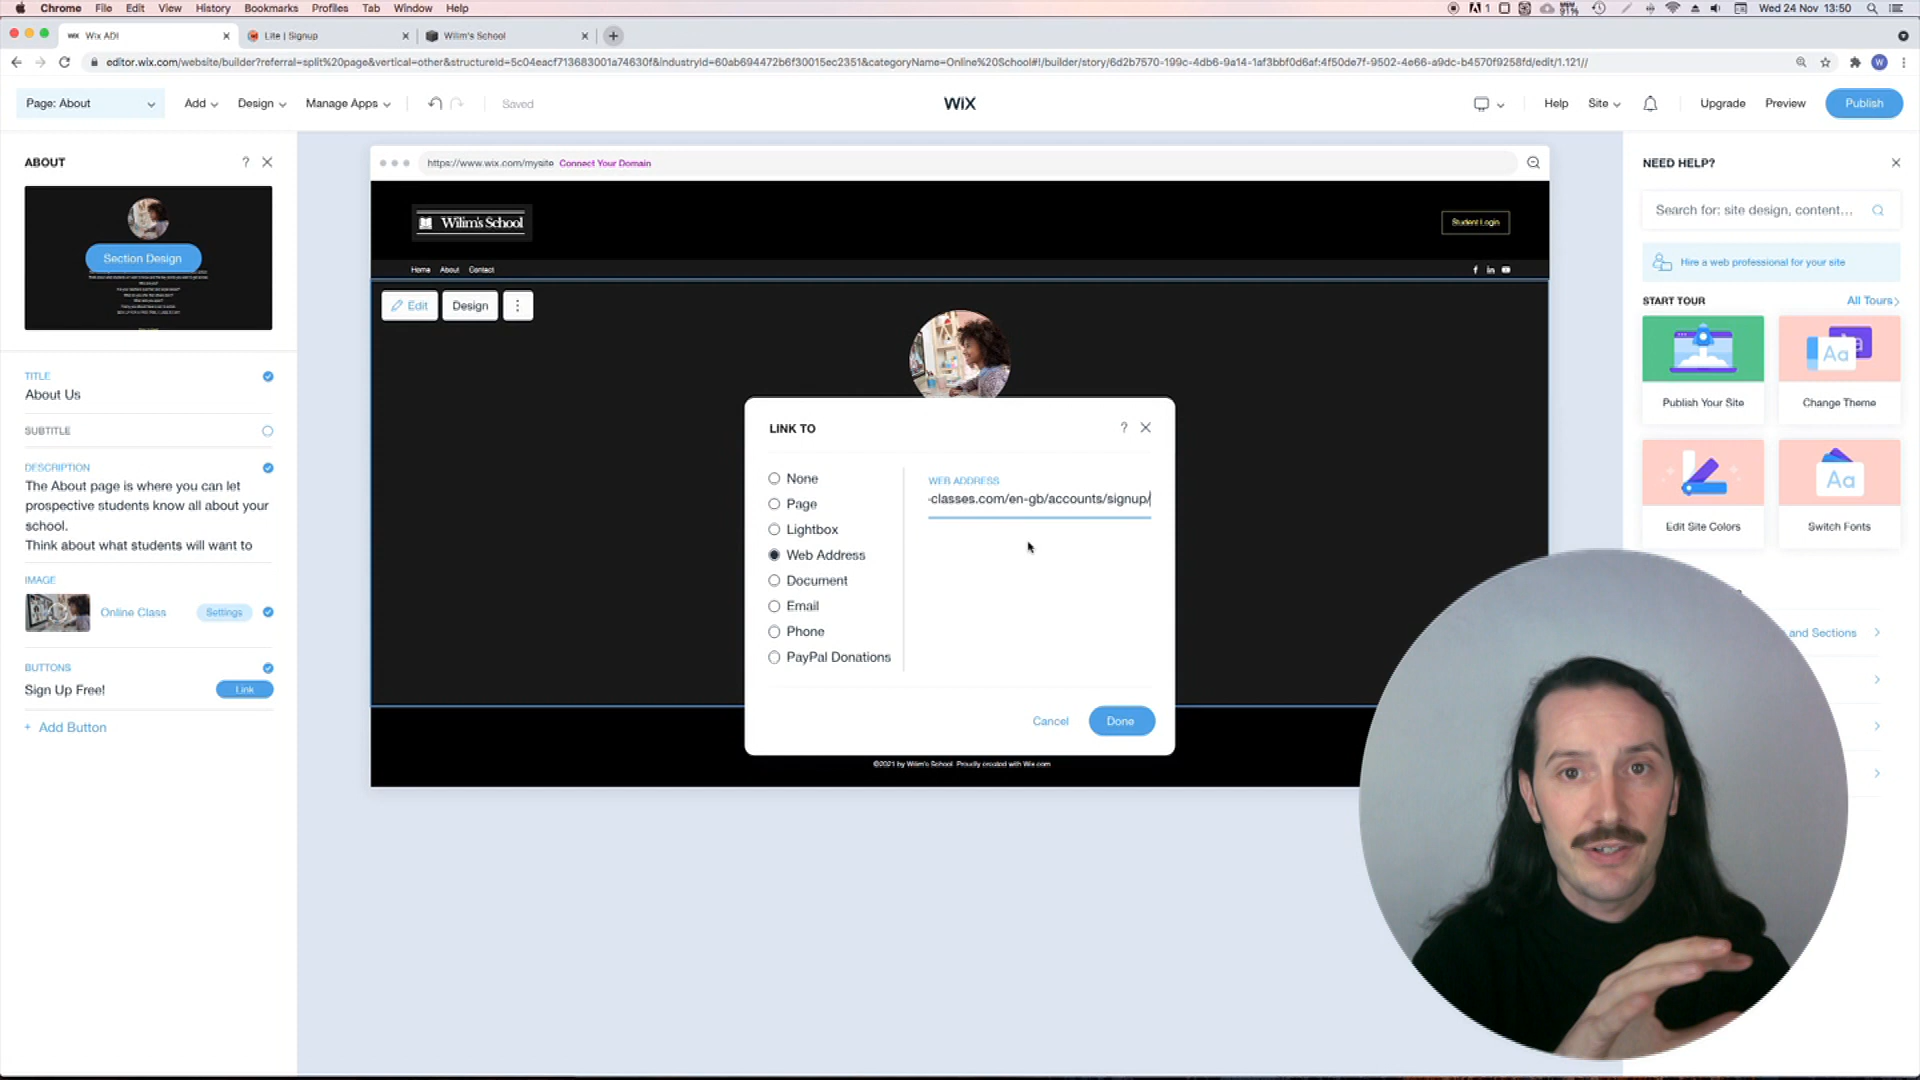 Chrome File Edit View History Bookmarks Profiles Tab Window Help
1
91%
Wed 24 Nov 13:50
WiX Wix ADI
Lite | Signup
Wilim's School
editor.wix.com/website/builder?referral=split%20page&vertical=other&structureId=5c04eacf713683001a74630f&industryId=60ab694472b6f30015ec2351&categoryName=Online%20School#!/builder/story/6d2b7570-199c-4db6-9a14-1af3bbf0d6af:4f50de7f-9502-4e66-a9dc-b4570f9258fd/edit/1.121//
W
Page: About
Add
Design
Manage Apps
Saved
WiX
Help
Site
Upgrade
Preview
Publish
ABOUT
?
Section Design
TITLE
About Us
SUBTITLE
DESCRIPTION
The About page is where you can let
prospective students know all about your
school.
Think about what students will want to
IMAGE
Online Class
Settings
BUTTONS
Sign Up Free!
Link
+ Add Button
https://www.wix.com/mysite Connect Your Domain
Wilim's School
Student Login
Home About Contact
Edit
Design
LINK TO
?
None
Page
Lightbox
Web Address
Document
Email
Phone
PayPal Donations
WEB ADDRESS
-classes.com/en-gb/accounts/signup/
Cancel
Done
©2021 by Wilim's School. Proudly created with Wix.com
NEED HELP?
Search for: site design, content...
Hire a web professional for your site
START TOUR
All Tours
Publish Your Site
Aa
Change Theme
Edit Site Colors
Aa
Switch Fonts
and Sections